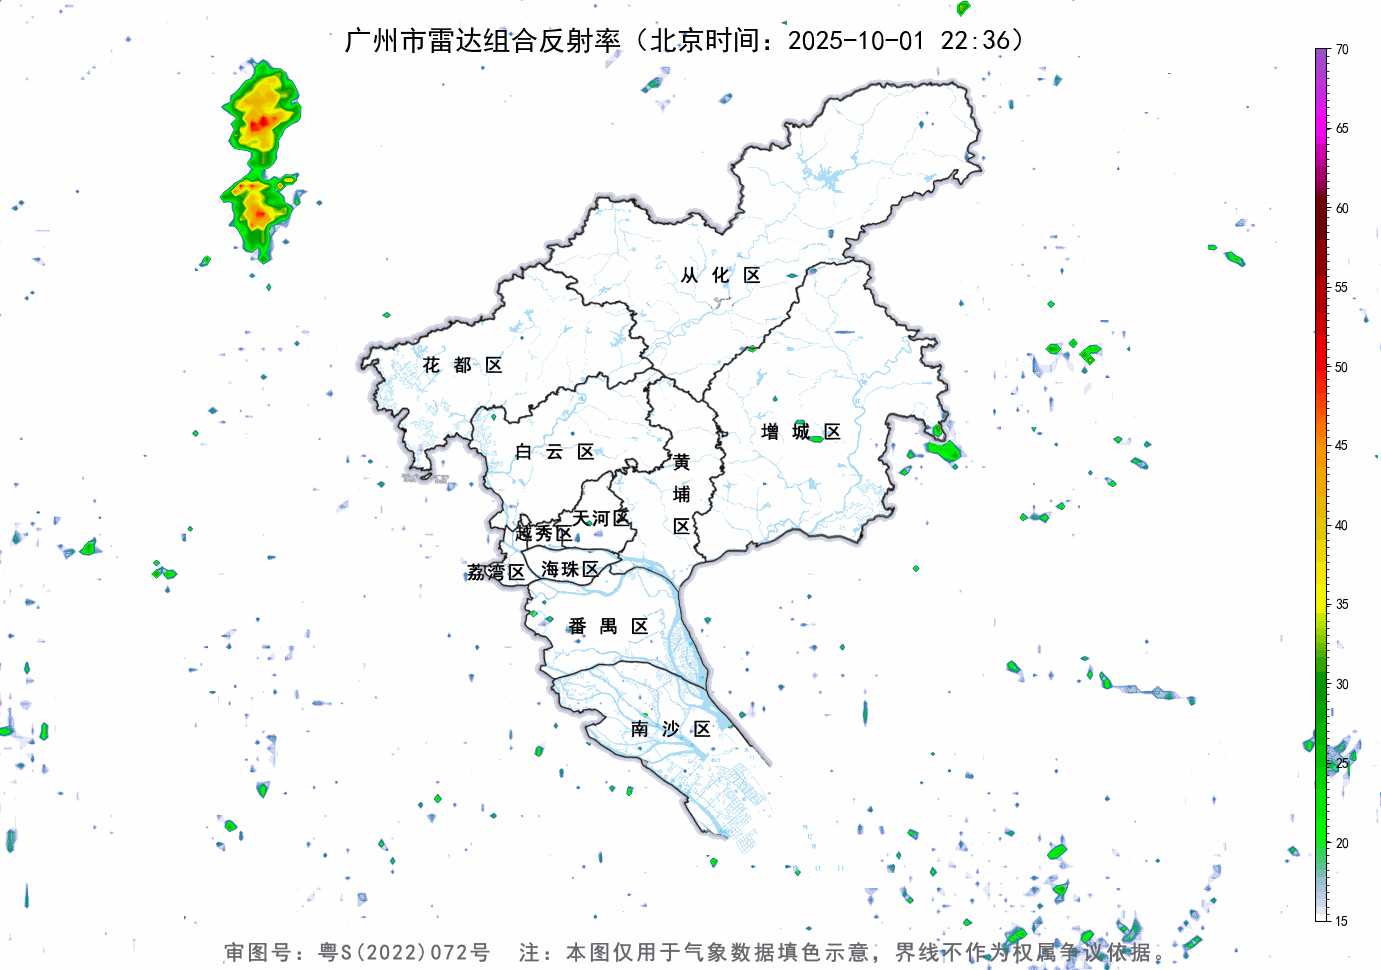 广州市雷达组合反射率（北京时间：2025-10-01 22:36）
70
65
60
55
50
45
40
35
30
25
20
15
从化区
花都区
增城区
白云区
黄埔区
天河区
越秀区
荔湾区
海珠区
番禺区
南沙区
审图号：粤S(2022)072号 注：本图仅用于气象数据填色示意，界线不作为权属争议依据。